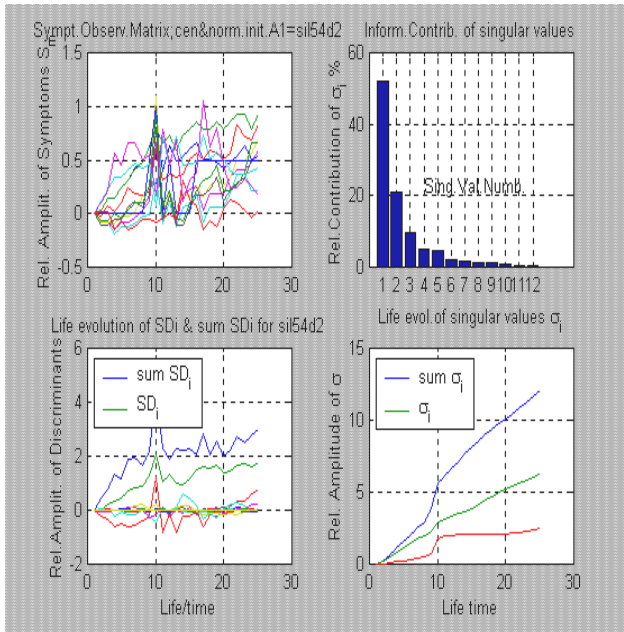 Sympt.Observ.Matrix;cen&norm.init.A1=sil54d2
Rel. Amplit. of Symptoms S
1.5
1
0.5
0
-0.5
0
10
20
30
Inform.Contrib. of singular values
Rel.Contribution of σi %
60
40
20
0
Sing.Val.Numb.
1 2 3 4 5 6 7 8 9 10 11 12
Life evolution of SDi & sum SDi for sil54d2
Rel.Amplit. of Discriminants
6
4
2
0
-2
sum SDi
SDi
0
10
20
30
Life/time
Life evol.of singular values σi
Rel. Amplitude of σ
15
10
5
0
sum σi
σi
0
10
20
30
Life time